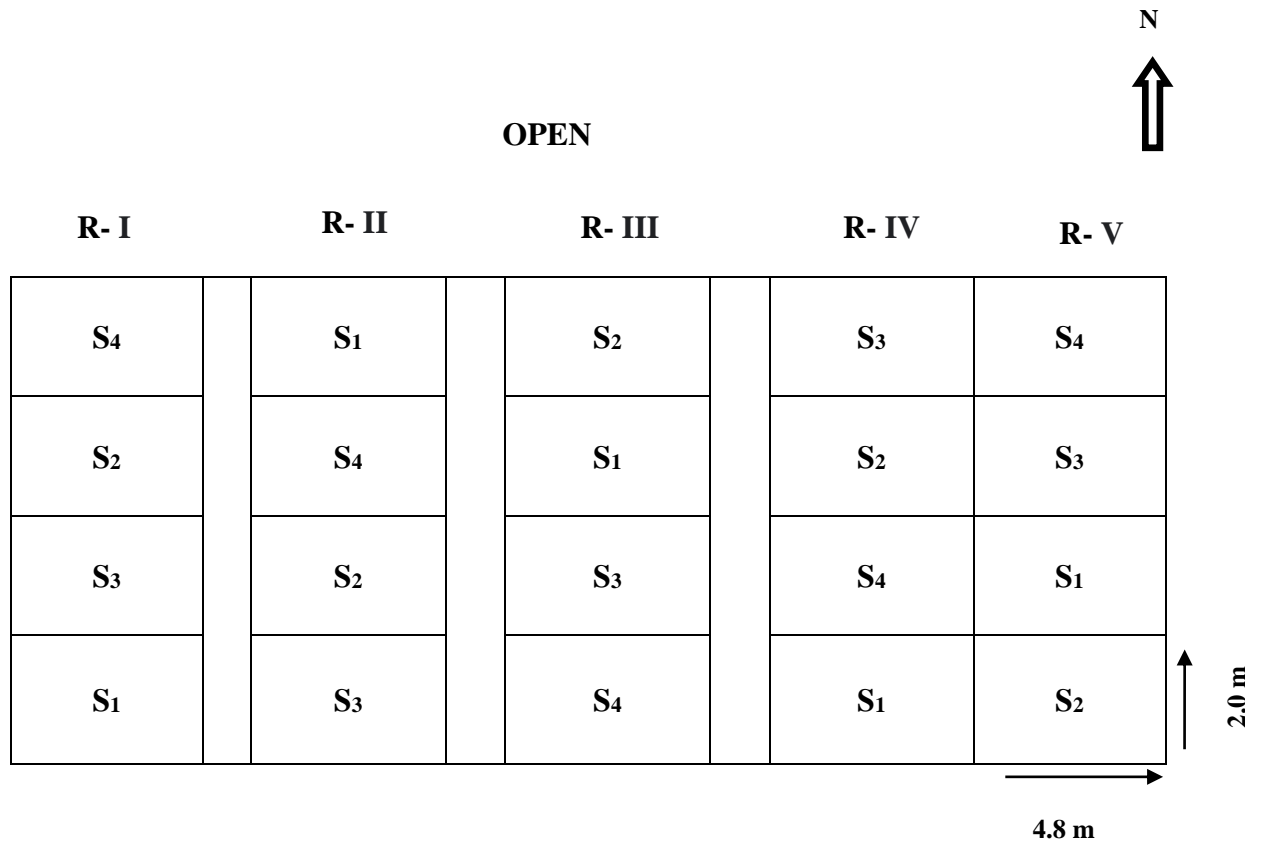 N
OPEN
R- I R- II R- III R- IV R- V
S4 S1 S2 S3 S4
S2 S4 S1 S2 S3
S3 S2 S3 S4 S1
S1 S3 S4 S1 S2
2.0 m
4.8 m